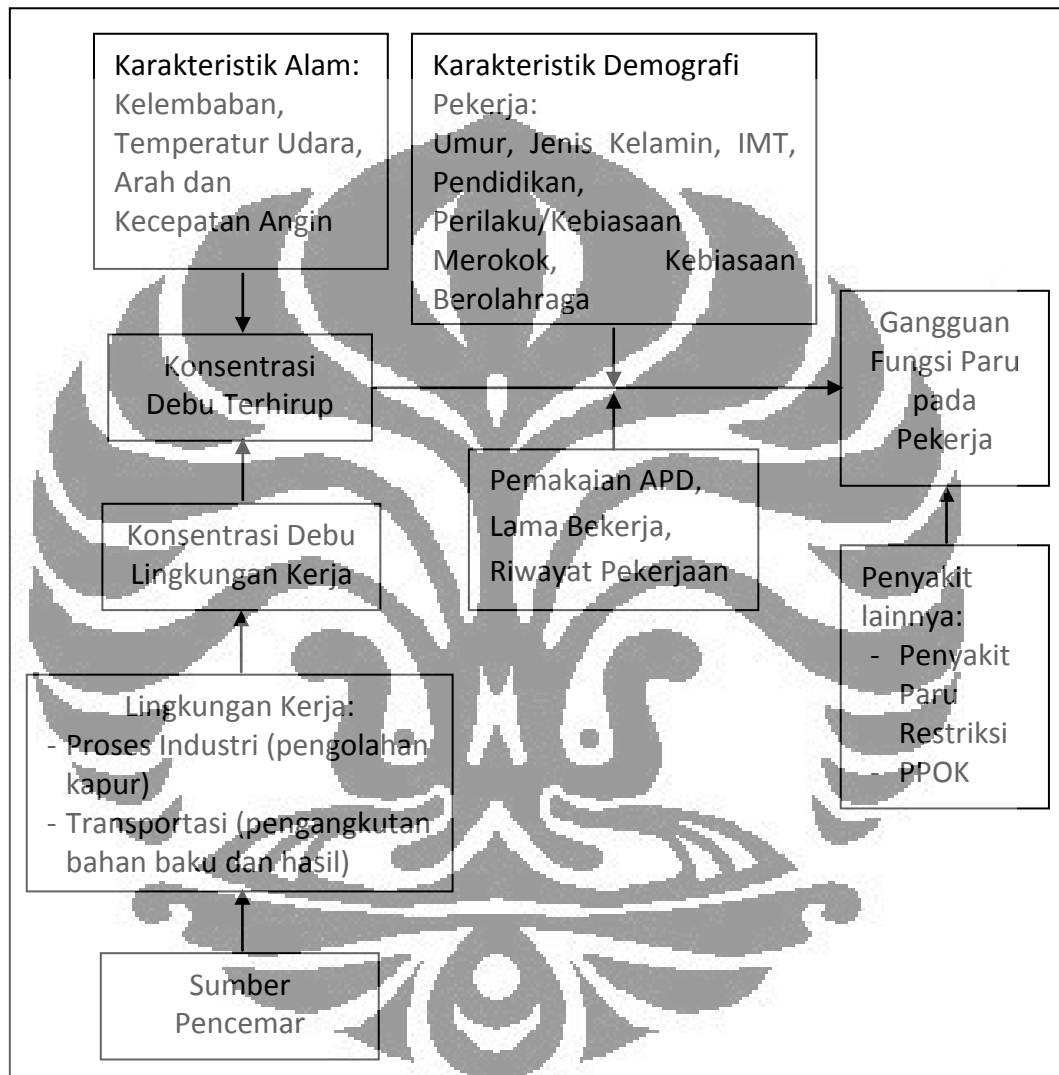 Karakteristik Alam:
Kelembaban,
Temperatur Udara,
Arah dan
Kecepatan Angin
Karakteristik Demografi
Pekerja:
Umur, Jenis Kelamin, IMT,
Pendidikan,
Perilaku/Kebiasaan
Merokok, Kebiasaan
Berolahraga
Konsentrasi
Debu Terhirup
Gangguan
Fungsi Paru
pada
Pekerja
Pemakaian APD,
Lama Bekerja,
Riwayat Pekerjaan
Konsentrasi Debu
Lingkungan Kerja
Penyakit
lainnya:
- Penyakit
Paru
Restriksi
- PPOK
Lingkungan Kerja:
- Proses Industri (pengolahan
kapur)
- Transportasi (pengangkutan
bahan baku dan hasil)
Sumber
Pencemar